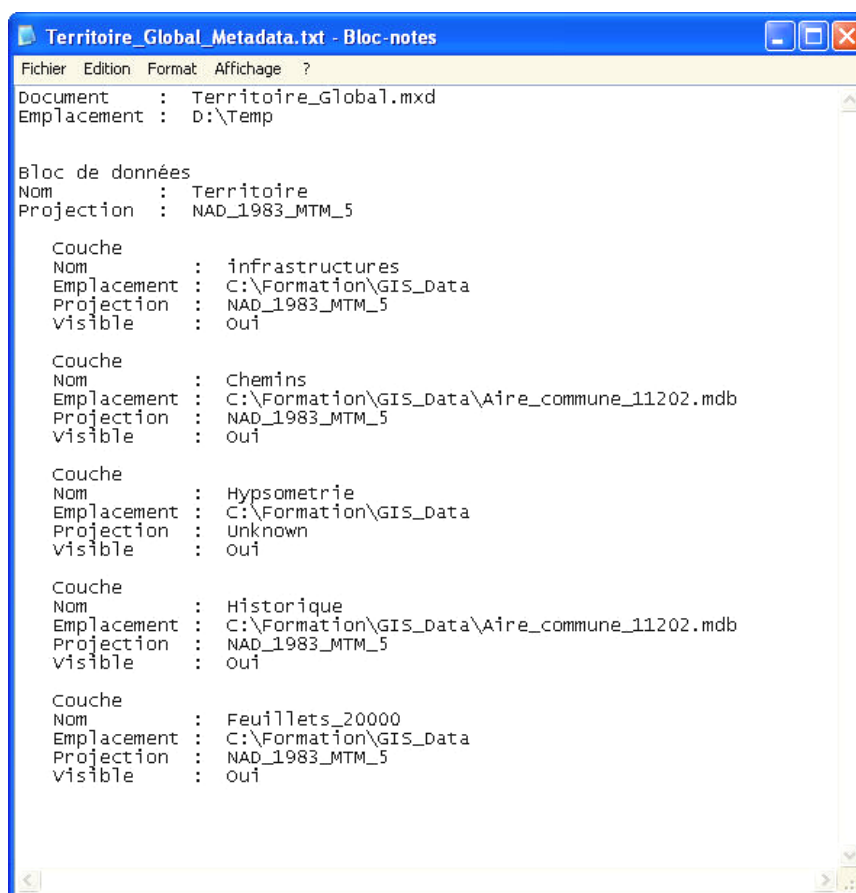 Territoire_Global_Metadata.txt - Bloc-notes
Fichier Edition Format Affichage ?
Document : Territoire_Global.mxd
Emplacement : D:\Temp
Bloc de données
Nom : Territoire
Projection : NAD_1983_MTM_5
Couche
Nom : infrastructures
Emplacement : C:\Formation\GIS_Data
Projection : NAD_1983_MTM_5
Visible : Oui
Couche
Nom : Chemins
Emplacement : C:\Formation\GIS_Data\Aire_commune_11202.mdb
Projection : NAD_1983_MTM_5
Visible : Oui
Couche
Nom : Hypsometrie
Emplacement : C:\Formation\GIS_Data
Projection : Unknown
Visible : Oui
Couche
Nom : Historique
Emplacement : C:\Formation\GIS_Data\Aire_commune_11202.mdb
Projection : NAD_1983_MTM_5
Visible : Oui
Couche
Nom : Feuillets_20000
Emplacement : C:\Formation\GIS_Data
Projection : NAD_1983_MTM_5
Visible : Oui